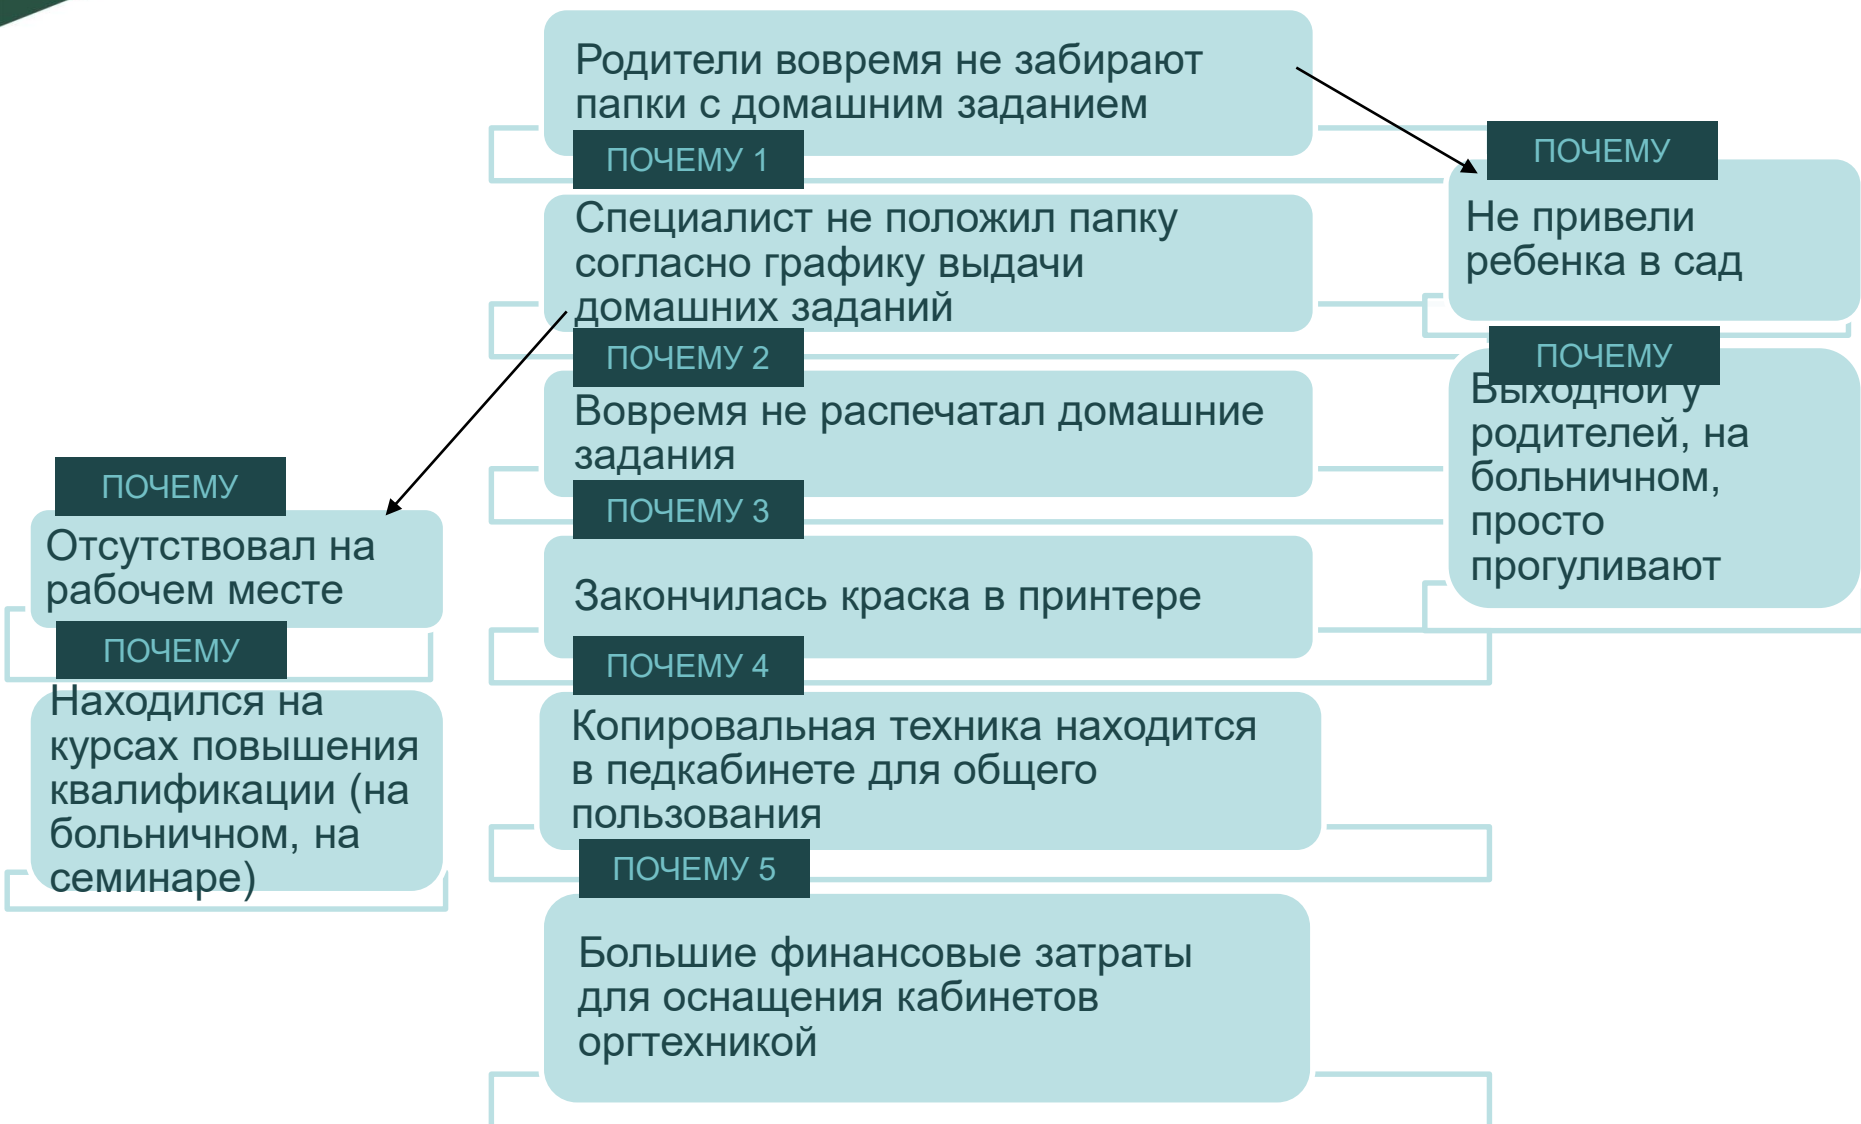 Родители вовремя не забирают
папки с домашним заданием
ПОЧЕМУ 1
Специалист не положил папку
согласно графику выдачи
домашних заданий
ПОЧЕМУ 2
Вовремя не распечатал домашние
задания
ПОЧЕМУ 3
Закончилась краска в принтере
ПОЧЕМУ 4
Копировальная техника находится
в педкабинете для общего
пользования
ПОЧЕМУ 5
Большие финансовые затраты
для оснащения кабинетов
оргтехникой
ПОЧЕМУ
Не привели
ребенка в сад
ПОЧЕМУ
Выходной у
родителей, на
больничном,
просто
прогуливают
ПОЧЕМУ
Отсутствовал на
рабочем месте
ПОЧЕМУ
Находился на
курсах повышения
квалификации (на
больничном, на
семинаре)